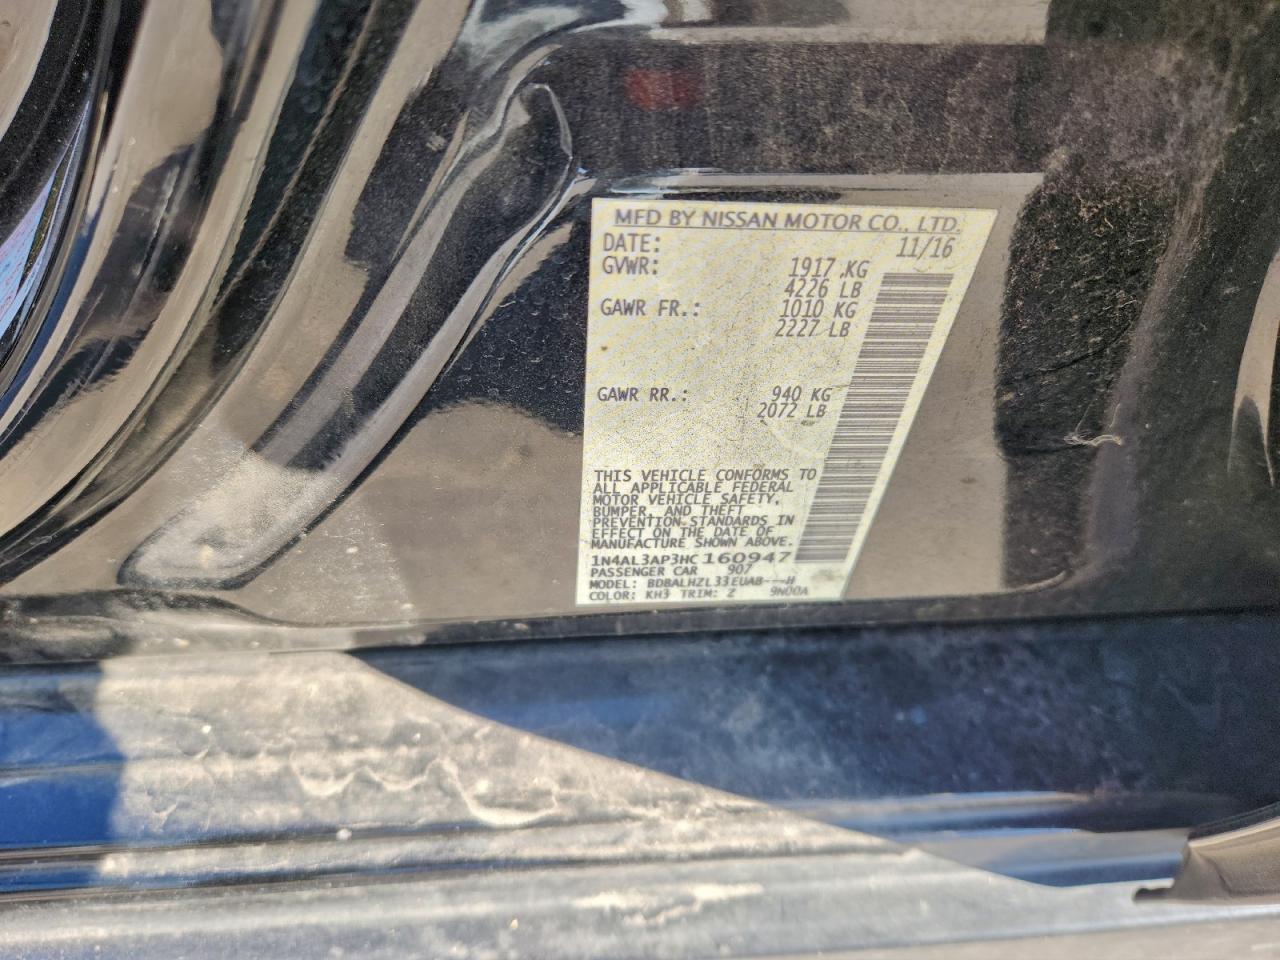 MFD BY NISSAN MOTOR CO., LTD.
DATE: 11/16
GVWR: 1917 KG
4226 LB
GAWR FR.: 1010 KG
2227 LB
GAWR RR.: 940 KG
2072 LB
THIS VEHICLE CONFORMS TO
ALL APPLICABLE FEDERAL
MOTOR VEHICLE SAFETY,
BUMPER, AND THEFT
PREVENTION STANDARDS IN
EFFECT ON THE DATE OF
MANUFACTURE SHOWN ABOVE.
1N4AL3AP3HC160947
PASSENGER CAR 907
MODEL: BDBALHZL33EUAB---H
COLOR: KH3 TRIM: Z 9N00A